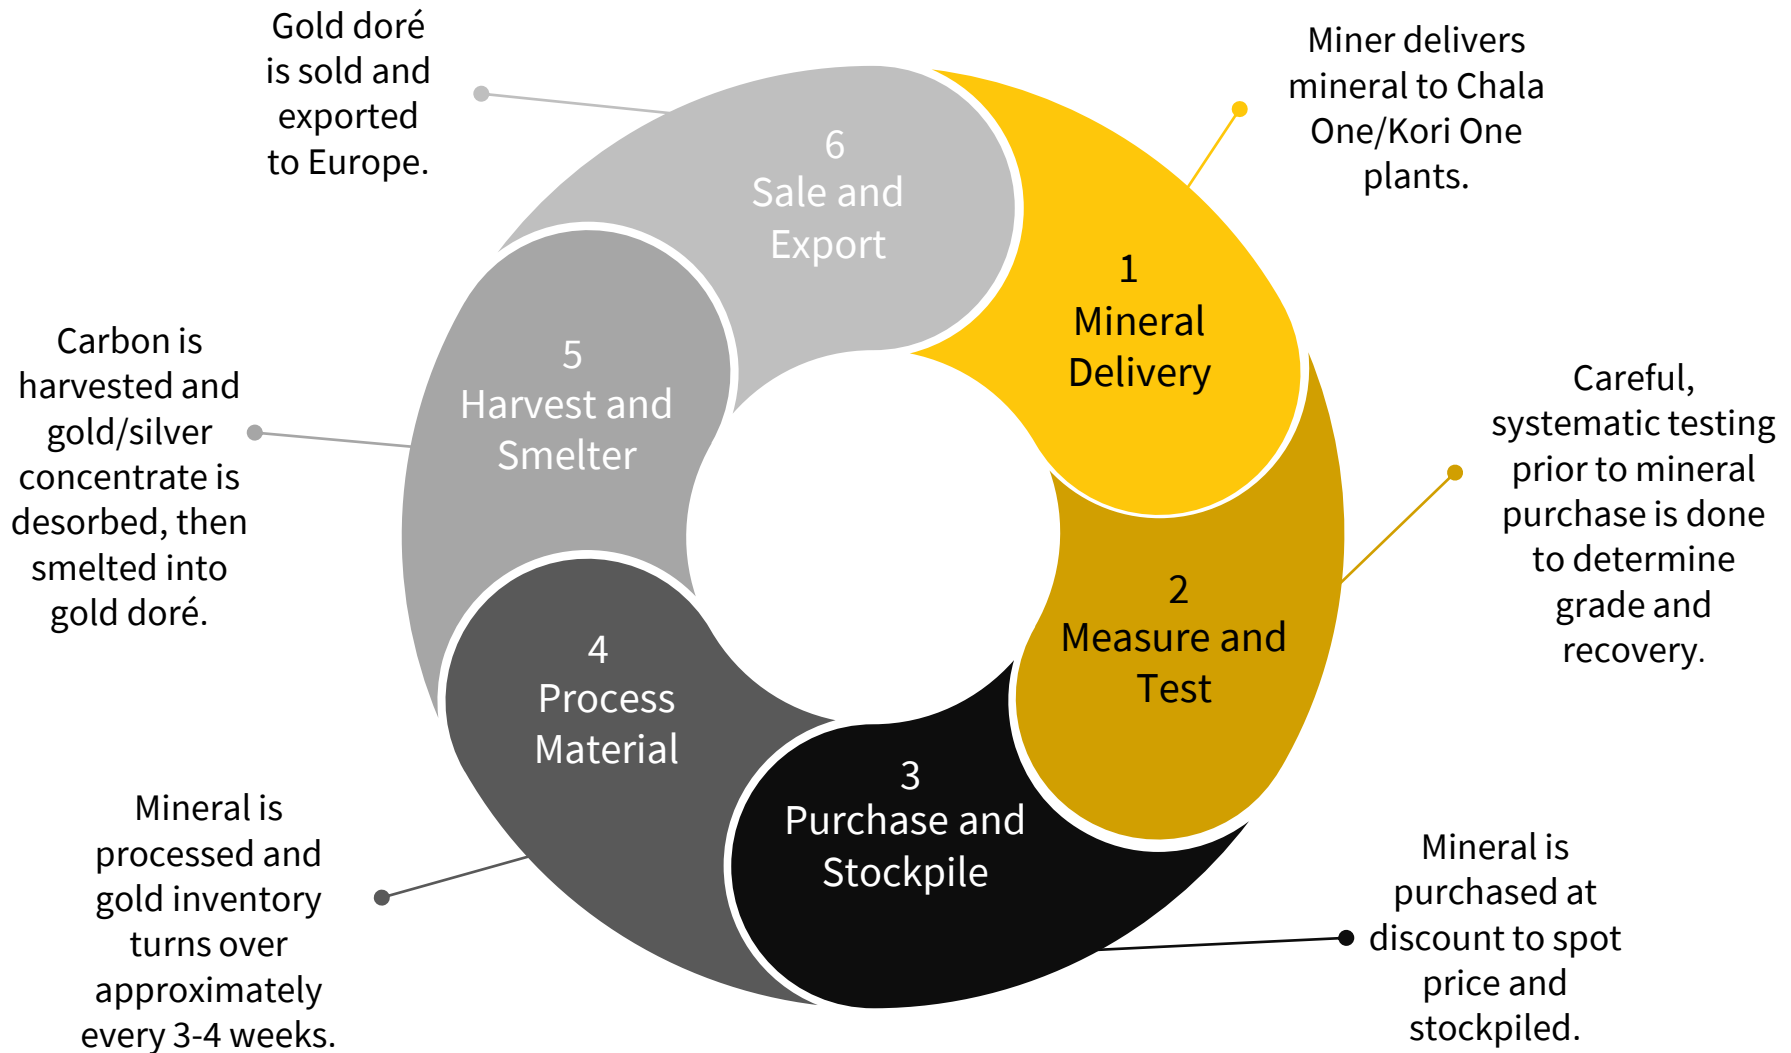 1
Mineral
Delivery
Miner delivers
mineral to Chala
One/Kori One
plants.
2
Measure and
Test
Careful,
systematic testing
prior to mineral
purchase is done
to determine
grade and
recovery.
3
Purchase and
Stockpile
Mineral is
purchased at
discount to spot
price and
stockpiled.
4
Process
Material
Mineral is
processed and
gold inventory
turns over
approximately
every 3-4 weeks.
5
Harvest and
Smelter
Carbon is
harvested and
gold/silver
concentrate is
desorbed, then
smelted into
gold doré.
6
Sale and
Export
Gold doré
is sold and
exported
to Europe.